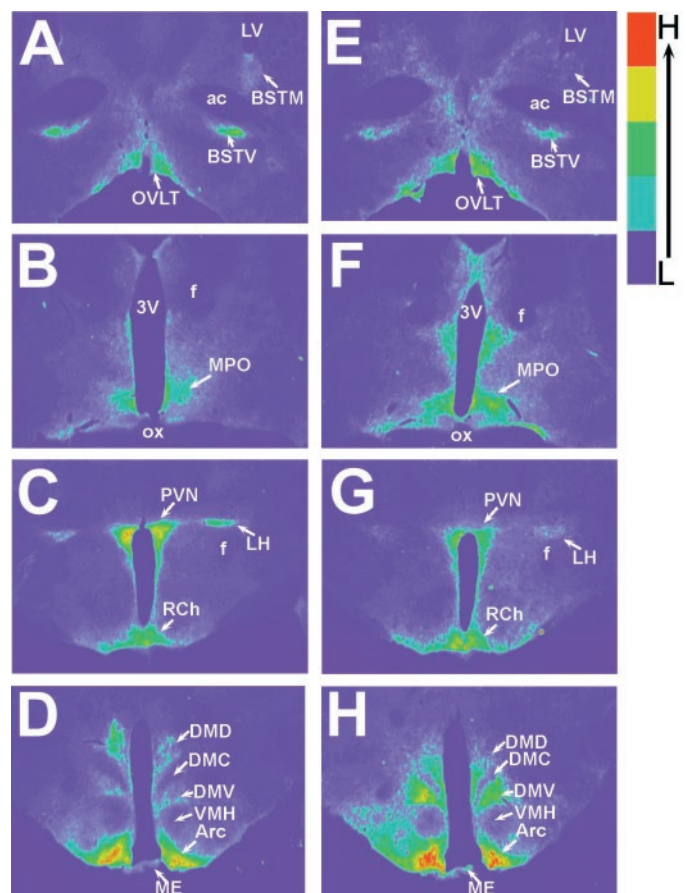 A
LV
BSTM
ac
BSTV
OVLT
E
LV
BSTM
ac
BSTV
OVLT
H
L
B
3V
f
MPO
ox
F
3V
f
MPO
ox
C
PVN
LH
f
RCh
G
PVN
f
LH
RCh
D
DMD
DMC
DMV
VMH
Arc
ME
H
DMD
DMC
DMV
VMH
Arc
ME